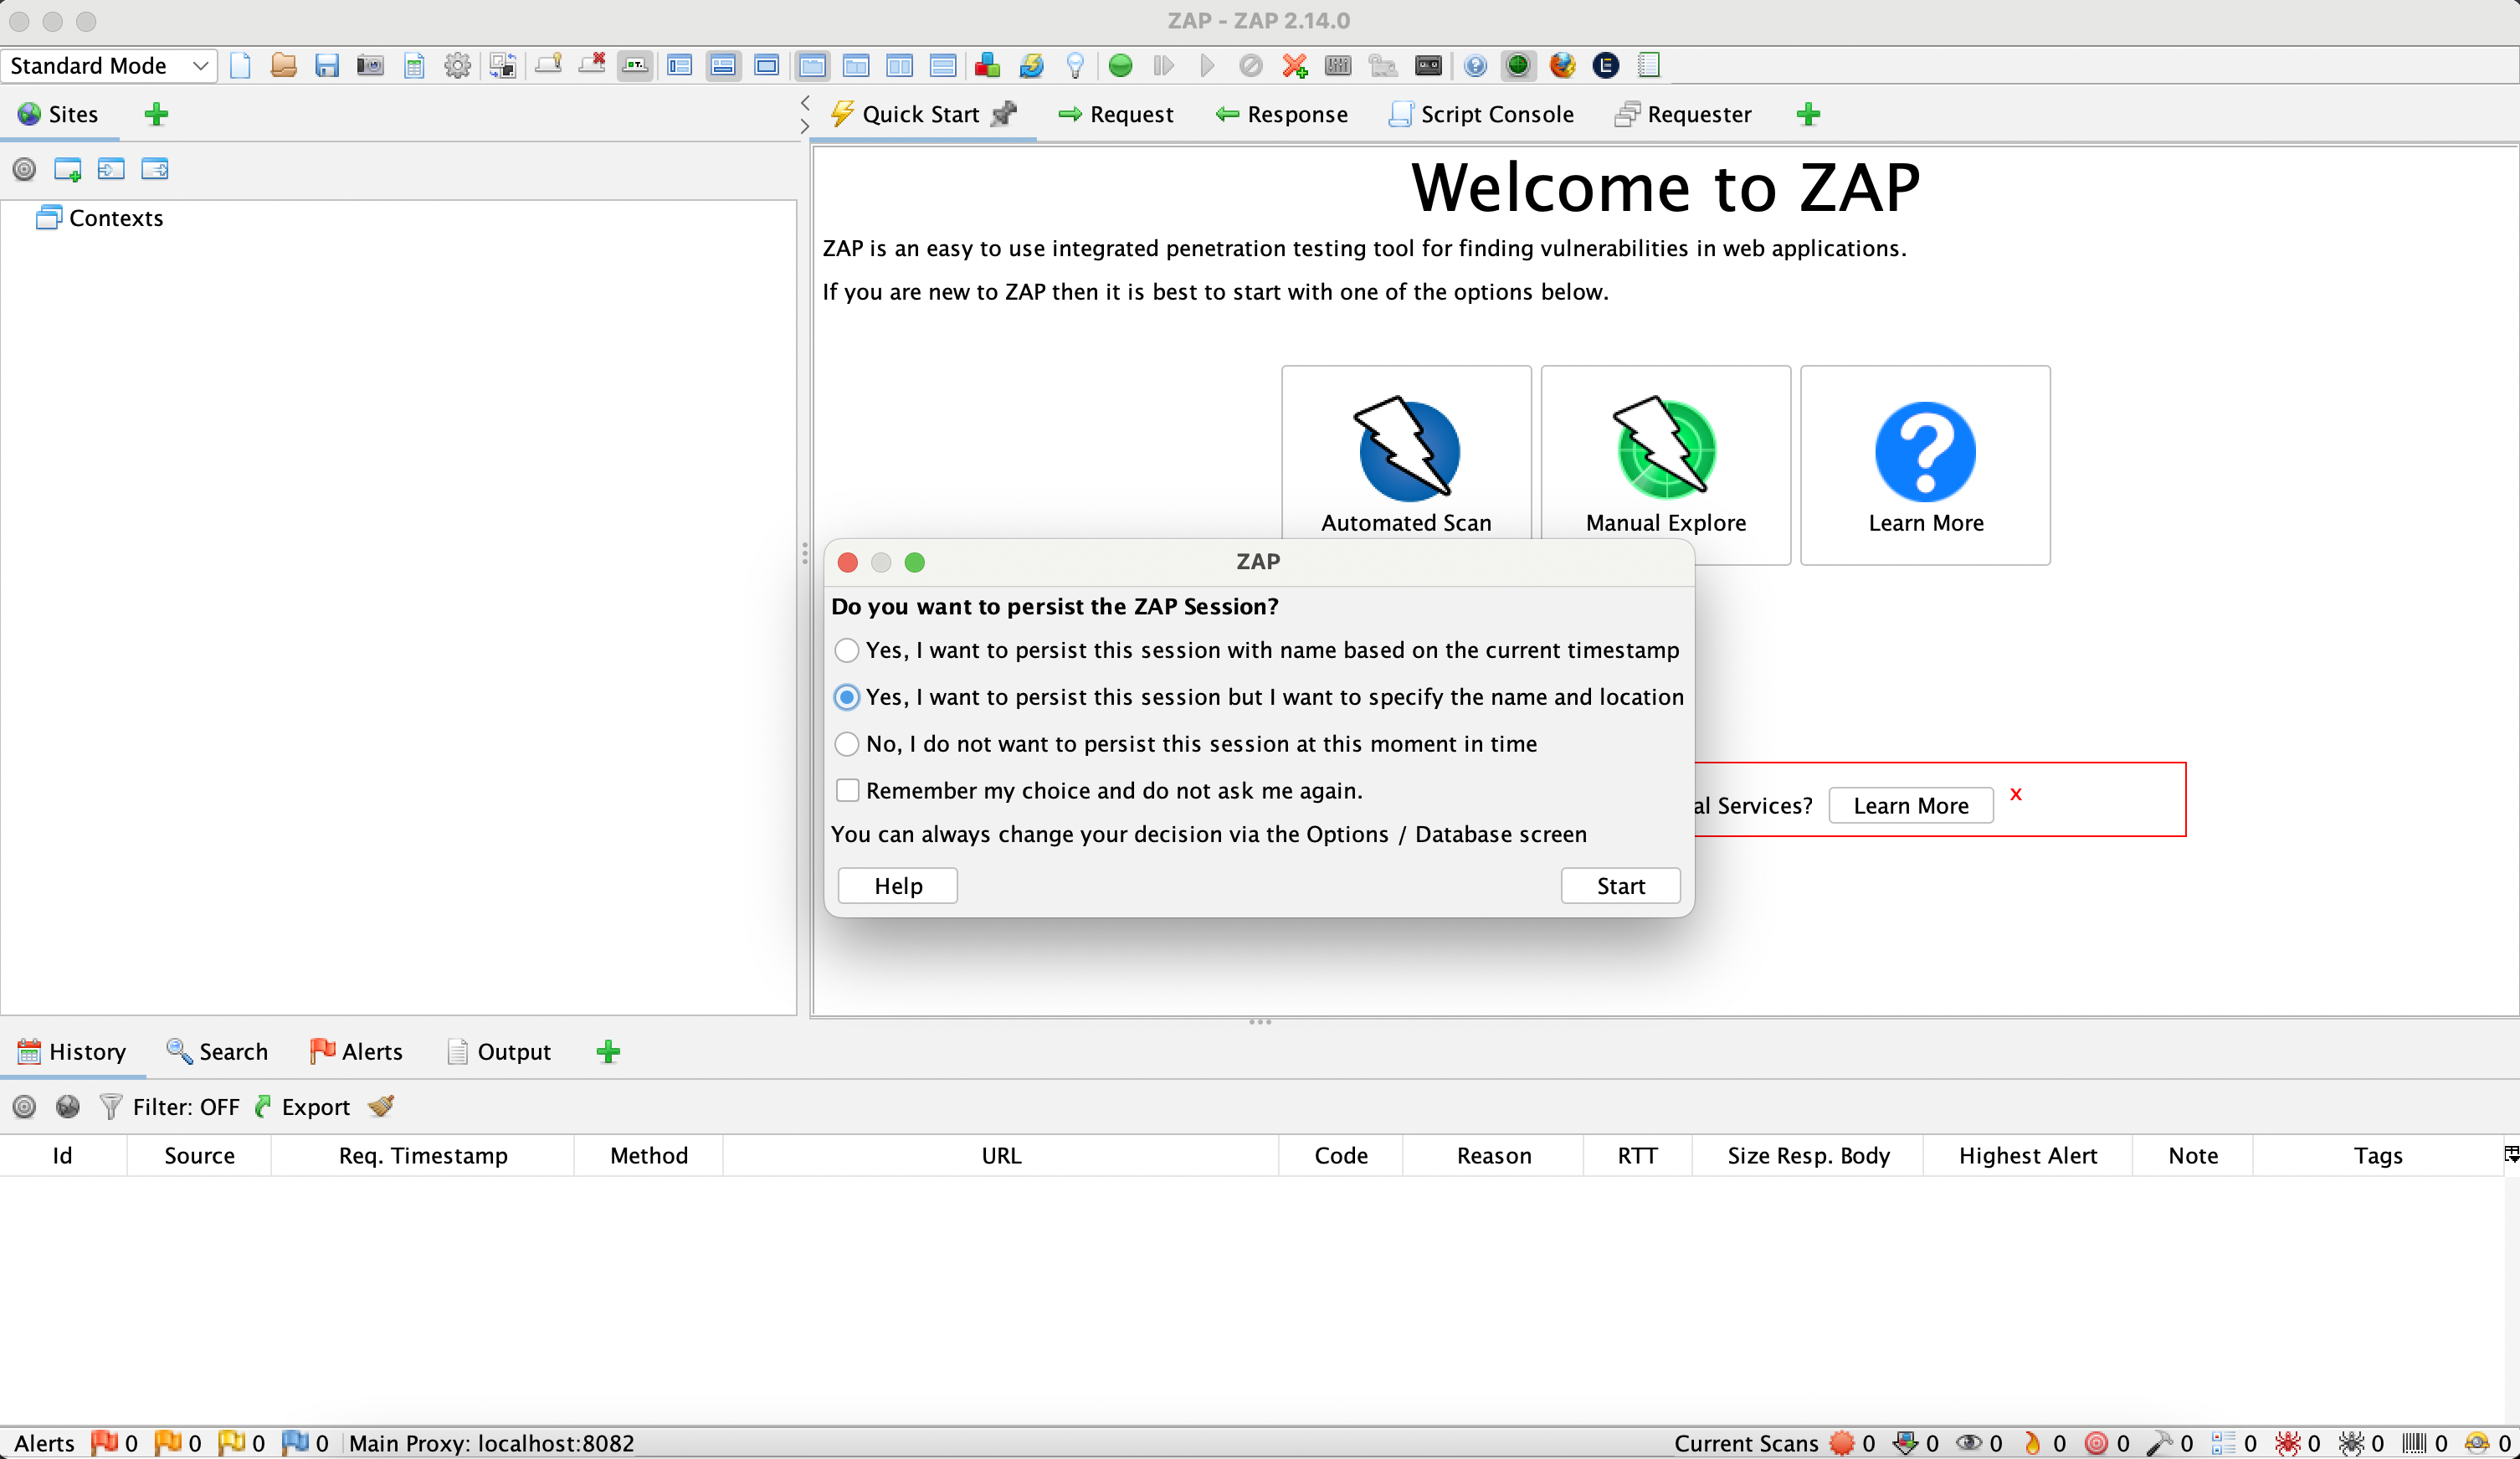 ZAP - ZAP 2.14.0
Standard Mode
Sites
Quick Start
Request
Response
Script Console
Requester
Contexts
Welcome to ZAP
ZAP is an easy to use integrated penetration testing tool for finding vulnerabilities in web applications.
If you are new to ZAP then it is best to start with one of the options below.
Automated Scan
Manual Explore
Learn More
ZAP
Do you want to persist the ZAP Session?
Yes, I want to persist this session with name based on the current timestamp
Yes, I want to persist this session but I want to specify the name and location
No, I do not want to persist this session at this moment in time
Remember my choice and do not ask me again.
You can always change your decision via the Options / Database screen
Help
Start
al Services?
Learn More
x
History
Search
Alerts
Output
Filter: OFF
Export
Id Source Req. Timestamp Method URL Code Reason RTT Size Resp. Body Highest Alert Note Tags
Alerts 0 0 0 0 Main Proxy: localhost:8082
Current Scans 0 0 0 0 0 0 0 0 0 0 0